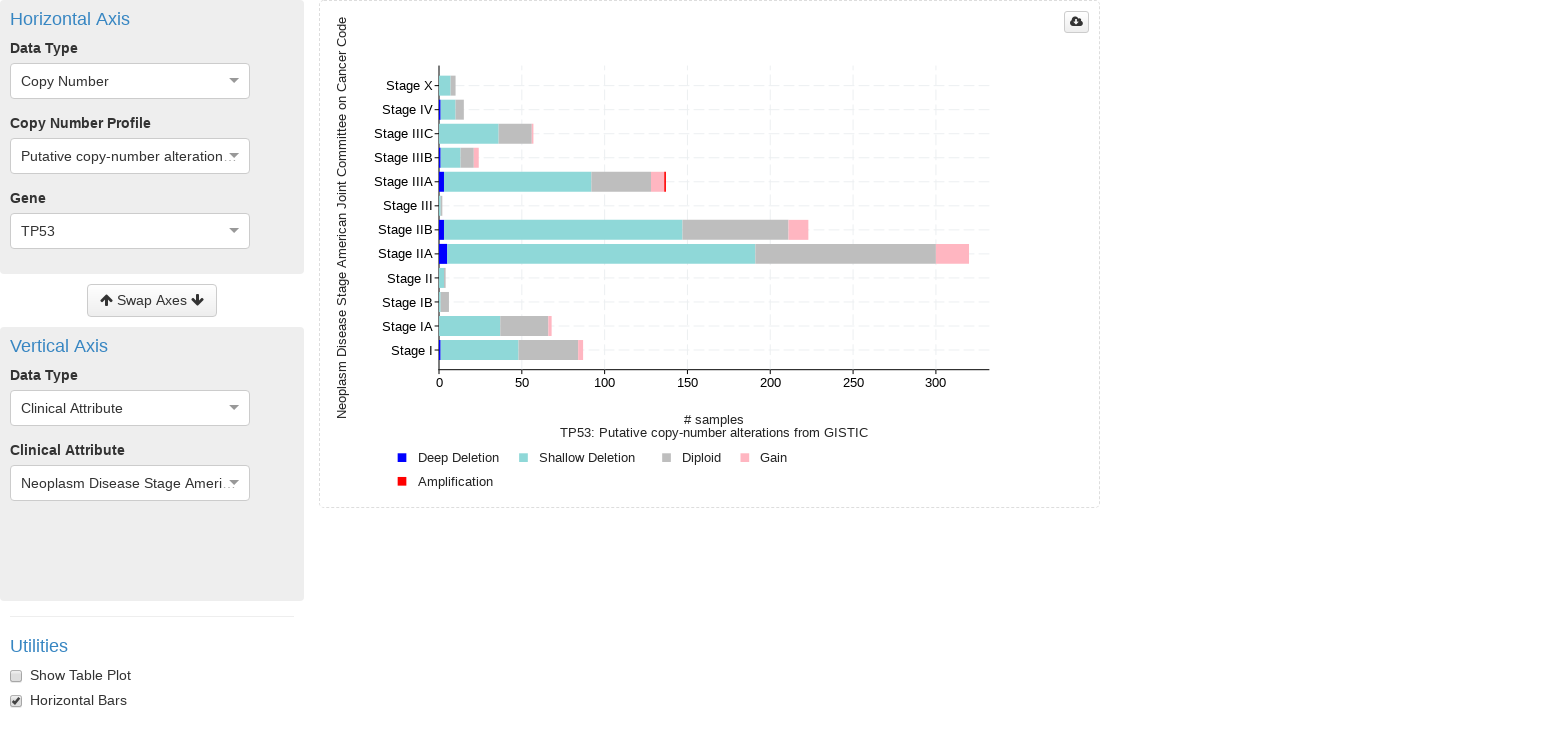 Horizontal Axis
Data Type
Copy Number
Copy Number Profile
Putative copy-number alteration…
Gene
TP53
Swap Axes
Vertical Axis
Data Type
Clinical Attribute
Clinical Attribute
Neoplasm Disease Stage Ameri…
Utilities
Show Table Plot
Horizontal Bars
Neoplasm Disease Stage American Joint Committee on Cancer Code
Stage X
Stage IV
Stage IIIC
Stage IIIB
Stage IIIA
Stage III
Stage IIB
Stage IIA
Stage II
Stage IB
Stage IA
Stage I
0 50 100 150 200 250 300
# samples
TP53: Putative copy-number alterations from GISTIC
Deep Deletion Shallow Deletion Diploid Gain
Amplification